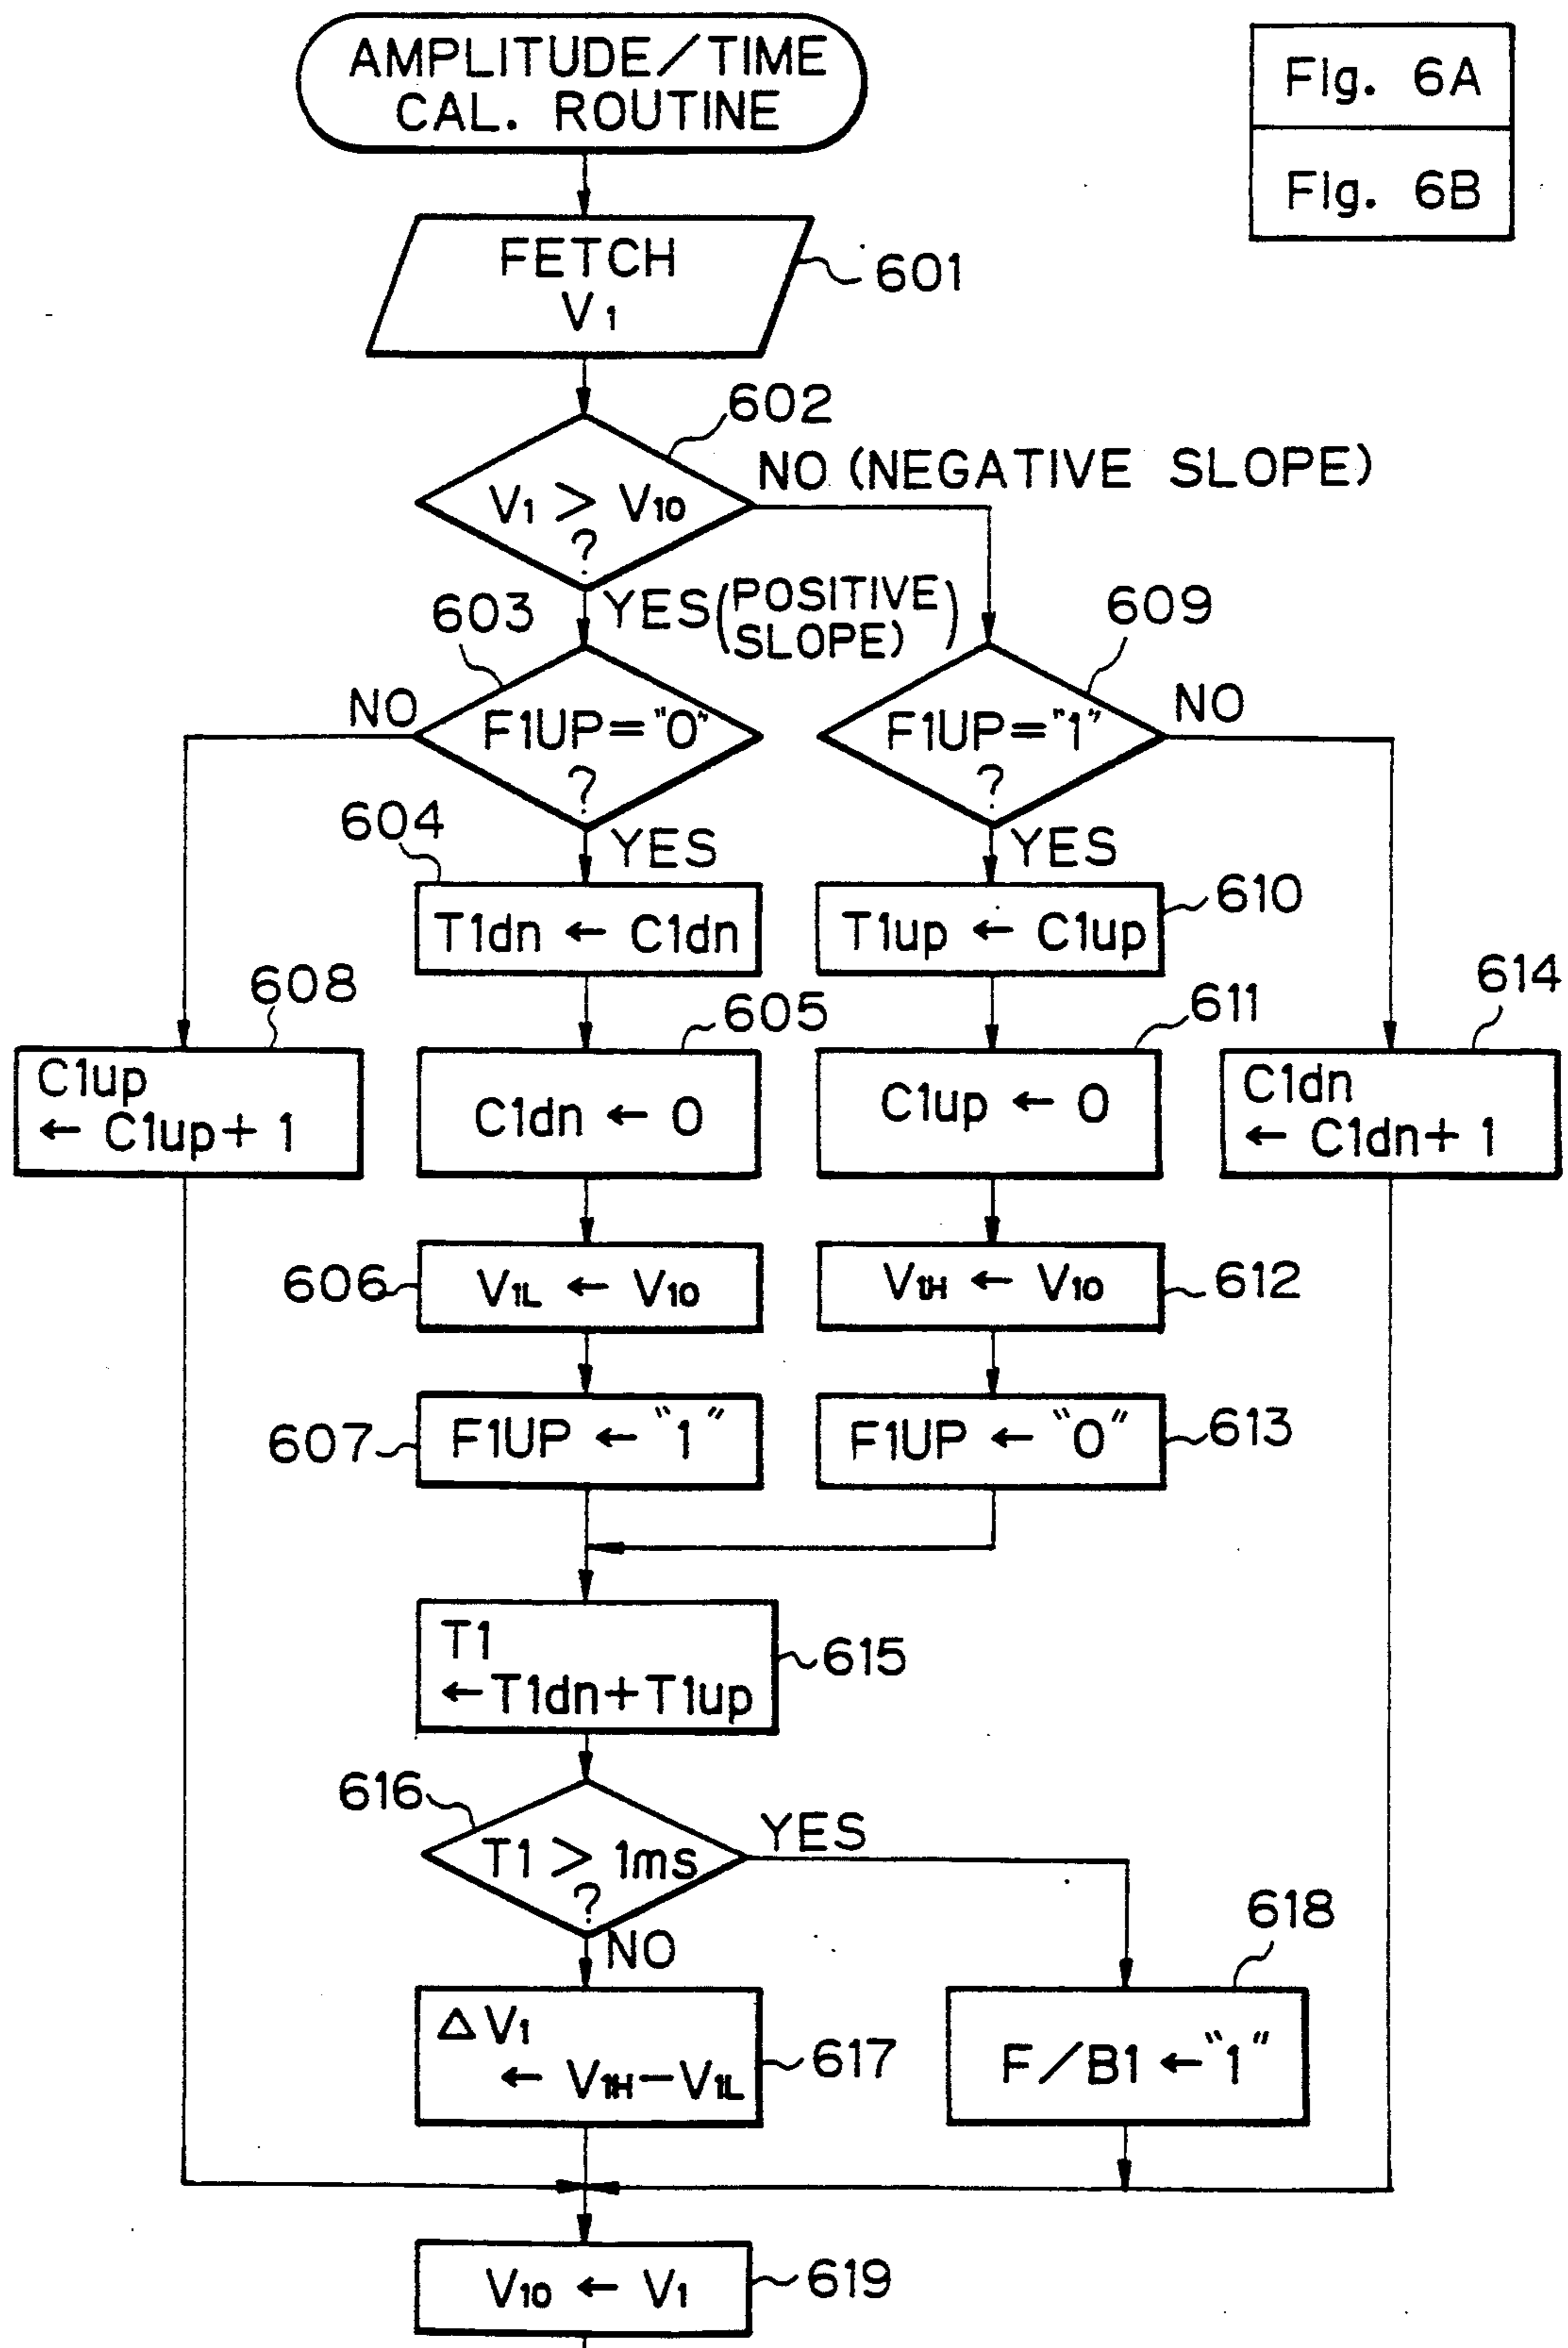 AMPLITUDE/TIME
CAL. ROUTINE
Fig. 6A
Fig. 6B
FETCH
V1
601
602
V1 > V10
?
NO (NEGATIVE SLOPE)
YES (POSITIVE
SLOPE)
603
609
NO
F1UP="0"
?
F1UP="1"
?
NO
604
YES
YES
T1dn ← C1dn
T1up ← C1up
610
608
605
611
614
C1up
← C1up+1
C1dn ← 0
C1up ← 0
C1dn
← C1dn+1
606
V1L ← V10
V1H ← V10
612
607
F1UP ← "1"
F1UP ← "0"
613
T1
←T1dn+T1up
615
616
T1 > 1ms
?
YES
NO
618
△V1
← V1H-V1L
617
F/B1 ←"1"
V10 ← V1
619